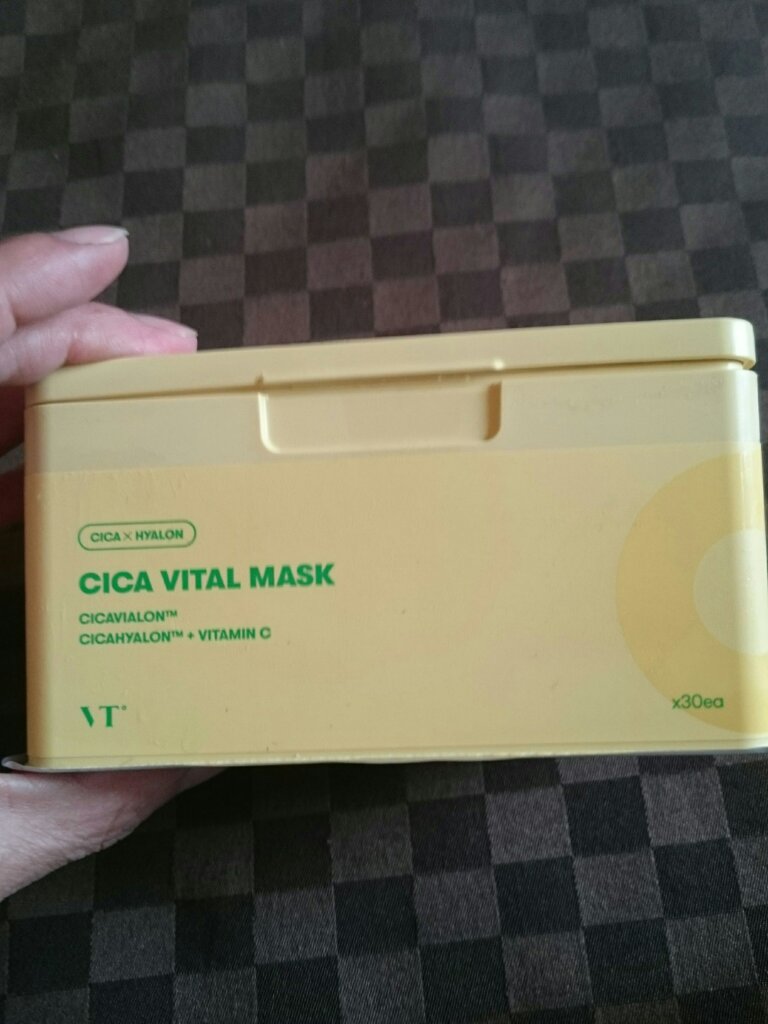 CICA × HYALON
CICA VITAL MASK
CICAVIALON™
CICAHYALON™ + VITAMIN C
VT°
x30ea